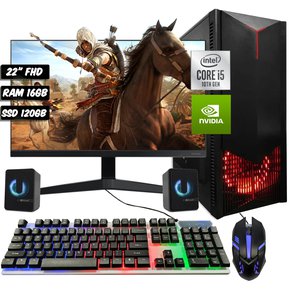 22" FHD
RAM 16GB
SSD 120GB
intel
CORE i5
10TH GEN
NVIDIA